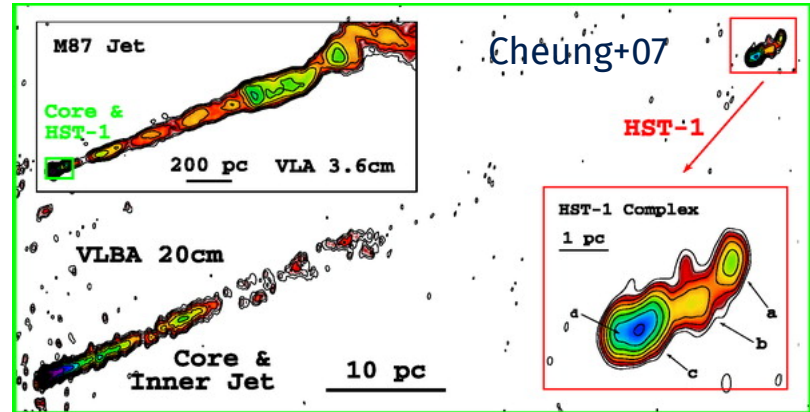 M87 Jet
Cheung+07
Core &
HST-1
200 pc
VLA 3.6cm
HST-1
VLBA 20cm
HST-1 Complex
1 pc
a
d
b
c
Core &
Inner Jet
10 pc